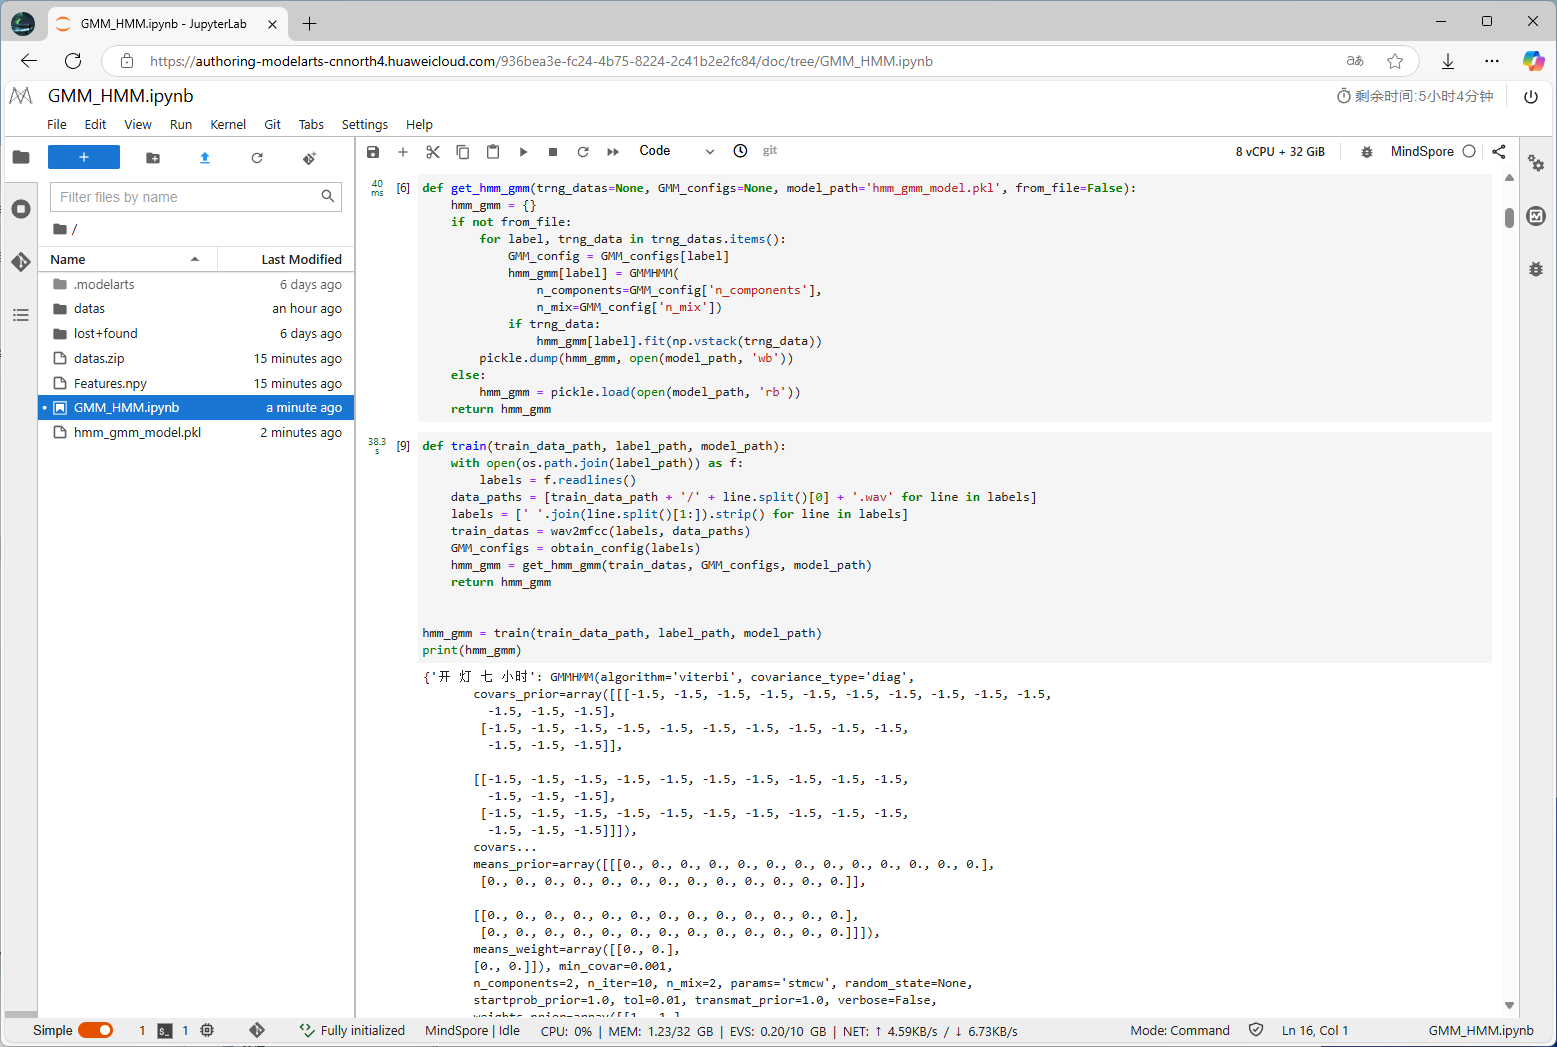 GMM_HMM.ipynb - JupyterLab
https://authoring-modelarts-cnnorth4.huaweicloud.com/936bea3e-fc24-4b75-8224-2c41b2e2fc84/doc/tree/GMM_HMM.ipynb
aあ
GMM_HMM.ipynb
剩余时间:5小时4分钟
File Edit View Run Kernel Git Tabs Settings Help
+
Code
git
8 vCPU + 32 GiB
MindSpore
Filter files by name
/
Name Last Modified
.modelarts 6 days ago
datas an hour ago
lost+found 6 days ago
datas.zip 15 minutes ago
Features.npy 15 minutes ago
GMM_HMM.ipynb a minute ago
hmm_gmm_model.pkl 2 minutes ago
40 ms
[6]
def get_hmm_gmm(trng_datas=None, GMM_configs=None, model_path='hmm_gmm_model.pkl', from_file=False):
    hmm_gmm = {}
    if not from_file:
        for label, trng_data in trng_datas.items():
            GMM_config = GMM_configs[label]
            hmm_gmm[label] = GMMHMM(
                n_components=GMM_config['n_components'],
                n_mix=GMM_config['n_mix'])
            if trng_data:
                hmm_gmm[label].fit(np.vstack(trng_data))
        pickle.dump(hmm_gmm, open(model_path, 'wb'))
    else:
        hmm_gmm = pickle.load(open(model_path, 'rb'))
    return hmm_gmm
38.3 s
[9]
def train(train_data_path, label_path, model_path):
    with open(os.path.join(label_path)) as f:
        labels = f.readlines()
    data_paths = [train_data_path + '/' + line.split()[0] + '.wav' for line in labels]
    labels = [' '.join(line.split()[1:]).strip() for line in labels]
    train_datas = wav2mfcc(labels, data_paths)
    GMM_configs = obtain_config(labels)
    hmm_gmm = get_hmm_gmm(train_datas, GMM_configs, model_path)
    return hmm_gmm
hmm_gmm = train(train_data_path, label_path, model_path)
print(hmm_gmm)
{'开 灯 七 小时': GMMHMM(algorithm='viterbi', covariance_type='diag',
       covars_prior=array([[[-1.5, -1.5, -1.5, -1.5, -1.5, -1.5, -1.5, -1.5, -1.5, -1.5,
         -1.5, -1.5, -1.5],
        [-1.5, -1.5, -1.5, -1.5, -1.5, -1.5, -1.5, -1.5, -1.5, -1.5,
         -1.5, -1.5, -1.5]],
       [[-1.5, -1.5, -1.5, -1.5, -1.5, -1.5, -1.5, -1.5, -1.5, -1.5,
         -1.5, -1.5, -1.5],
        [-1.5, -1.5, -1.5, -1.5, -1.5, -1.5, -1.5, -1.5, -1.5, -1.5,
         -1.5, -1.5, -1.5]]]),
       covars...
       means_prior=array([[[0., 0., 0., 0., 0., 0., 0., 0., 0., 0., 0., 0., 0.],
        [0., 0., 0., 0., 0., 0., 0., 0., 0., 0., 0., 0., 0.]],
       [[0., 0., 0., 0., 0., 0., 0., 0., 0., 0., 0., 0., 0.],
        [0., 0., 0., 0., 0., 0., 0., 0., 0., 0., 0., 0., 0.]]]),
       means_weight=array([[0., 0.],
       [0., 0.]]), min_covar=0.001,
       n_components=2, n_iter=10, n_mix=2, params='stmcw', random_state=None,
       startprob_prior=1.0, tol=0.01, transmat_prior=1.0, verbose=False,
       weights_prior=array([[1., 1.],
Simple 1 1 Fully initialized MindSpore | Idle CPU: 0% | MEM: 1.23/32 GB | EVS: 0.20/10 GB | NET: ↑ 4.59KB/s / ↓ 6.73KB/s Mode: Command Ln 16, Col 1 GMM_HMM.ipynb